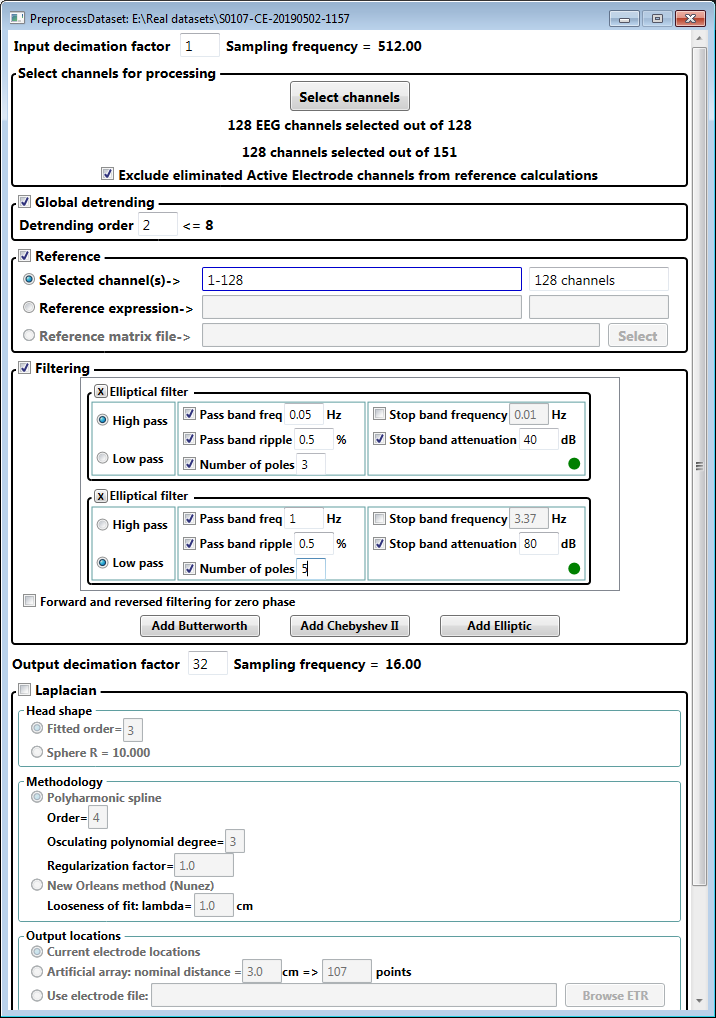 PreprocessDataset: E:\Real datasets\S0107-CE-20190502-1157
Input decimation factor 1 Sampling frequency = 512.00
Select channels for processing
Select channels
128 EEG channels selected out of 128
128 channels selected out of 151
Exclude eliminated Active Electrode channels from reference calculations
Global detrending
Detrending order 2 <= 8
Reference
Selected channel(s)-> 1-128 128 channels
Reference expression->
Reference matrix file-> Select
Filtering
X Elliptical filter
High pass Pass band freq 0.05 Hz Stop band frequency 0.01 Hz
Pass band ripple 0.5 % Stop band attenuation 40 dB
Low pass Number of poles 3
X Elliptical filter
High pass Pass band freq 1 Hz Stop band frequency 3.37 Hz
Pass band ripple 0.5 % Stop band attenuation 80 dB
Low pass Number of poles 5
Forward and reversed filtering for zero phase
Add Butterworth Add Chebyshev II Add Elliptic
Output decimation factor 32 Sampling frequency = 16.00
Laplacian
Head shape
Fitted order= 3
Sphere R = 10.000
Methodology
Polyharmonic spline
Order= 4
Osculating polynomial degree= 3
Regularization factor= 1.0
New Orleans method (Nunez)
Looseness of fit: lambda= 1.0 cm
Output locations
Current electrode locations
Artificial array: nominal distance = 3.0 cm => 107 points
Use electrode file: Browse ETR